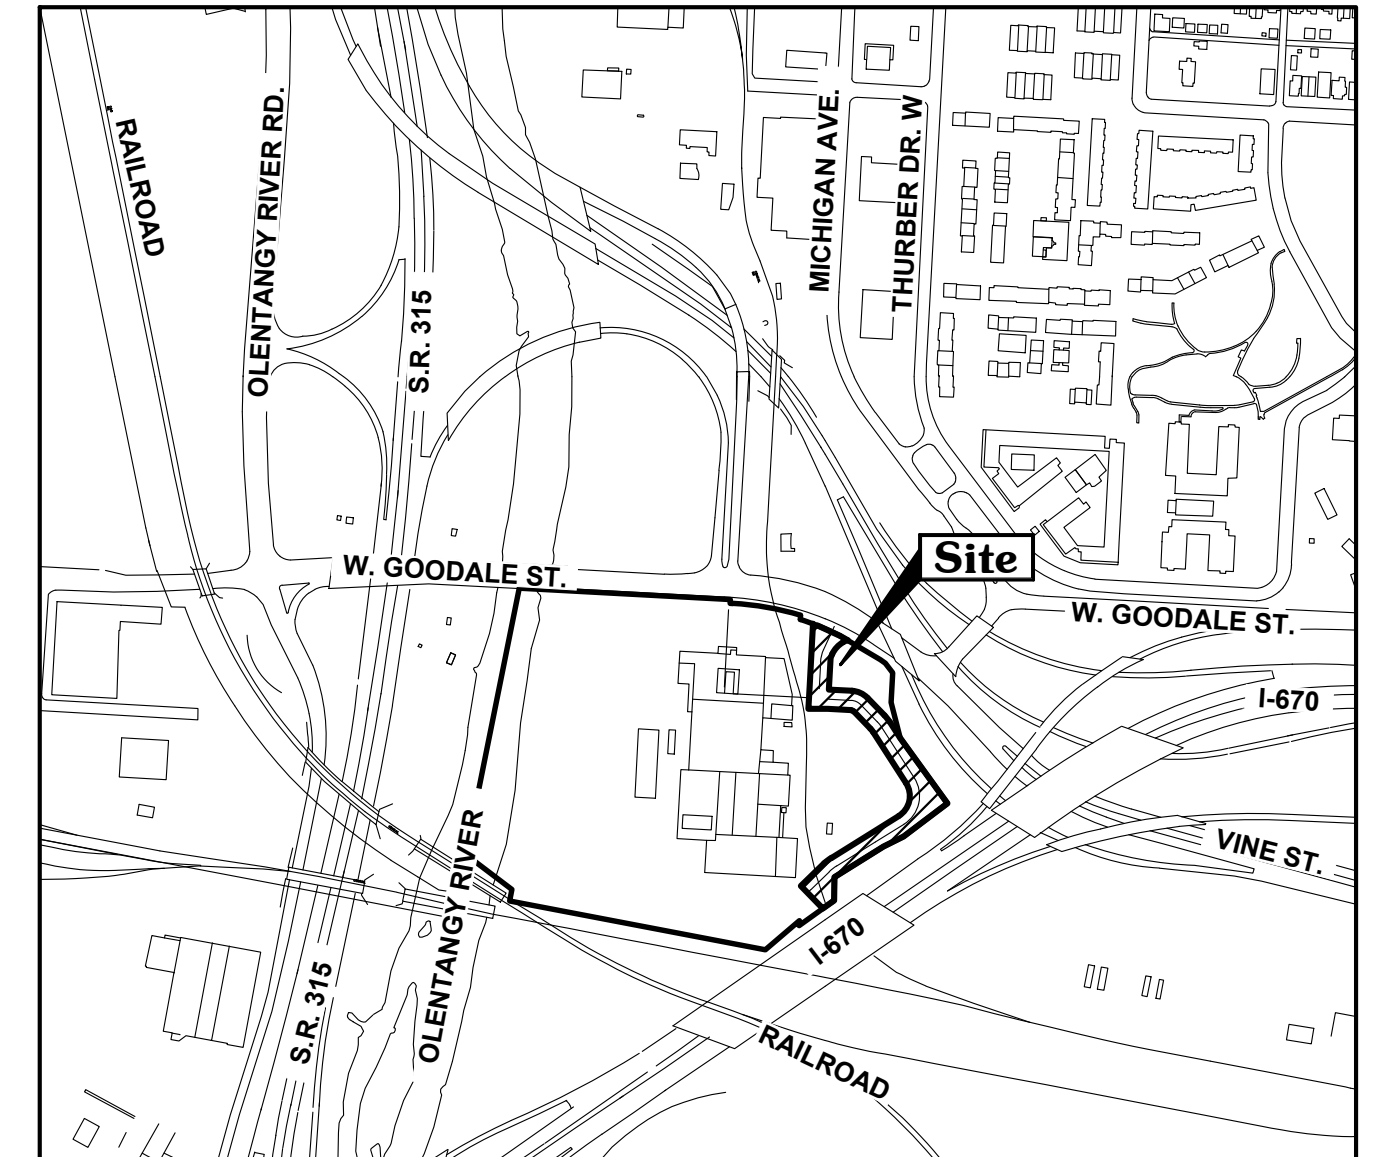 RAILROAD
OLENTANGY RIVER RD.
S.R. 315
MICHIGAN AVE.
THURBER DR. W
W. GOODALE ST.
Site
W. GOODALE ST.
I-670
VINE ST.
OLENTANGY RIVER
I-670
S.R. 315
RAILROAD